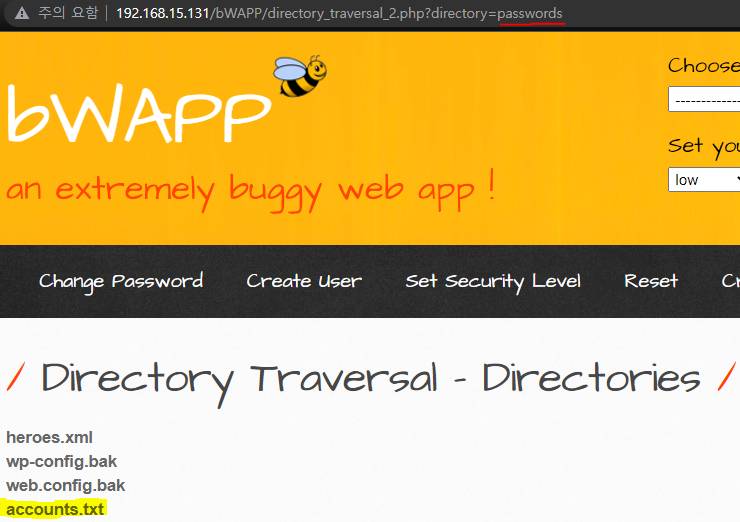 주의 요함 192.168.15.131/bWAPP/directory_traversal_2.php?directory=passwords
bWAPP
an extremely buggy web app !
Choose
--------------
Set you
low
Change Password Create User Set Security Level Reset Cr
/ Directory Traversal - Directories /
heroes.xml
wp-config.bak
web.config.bak
accounts.txt